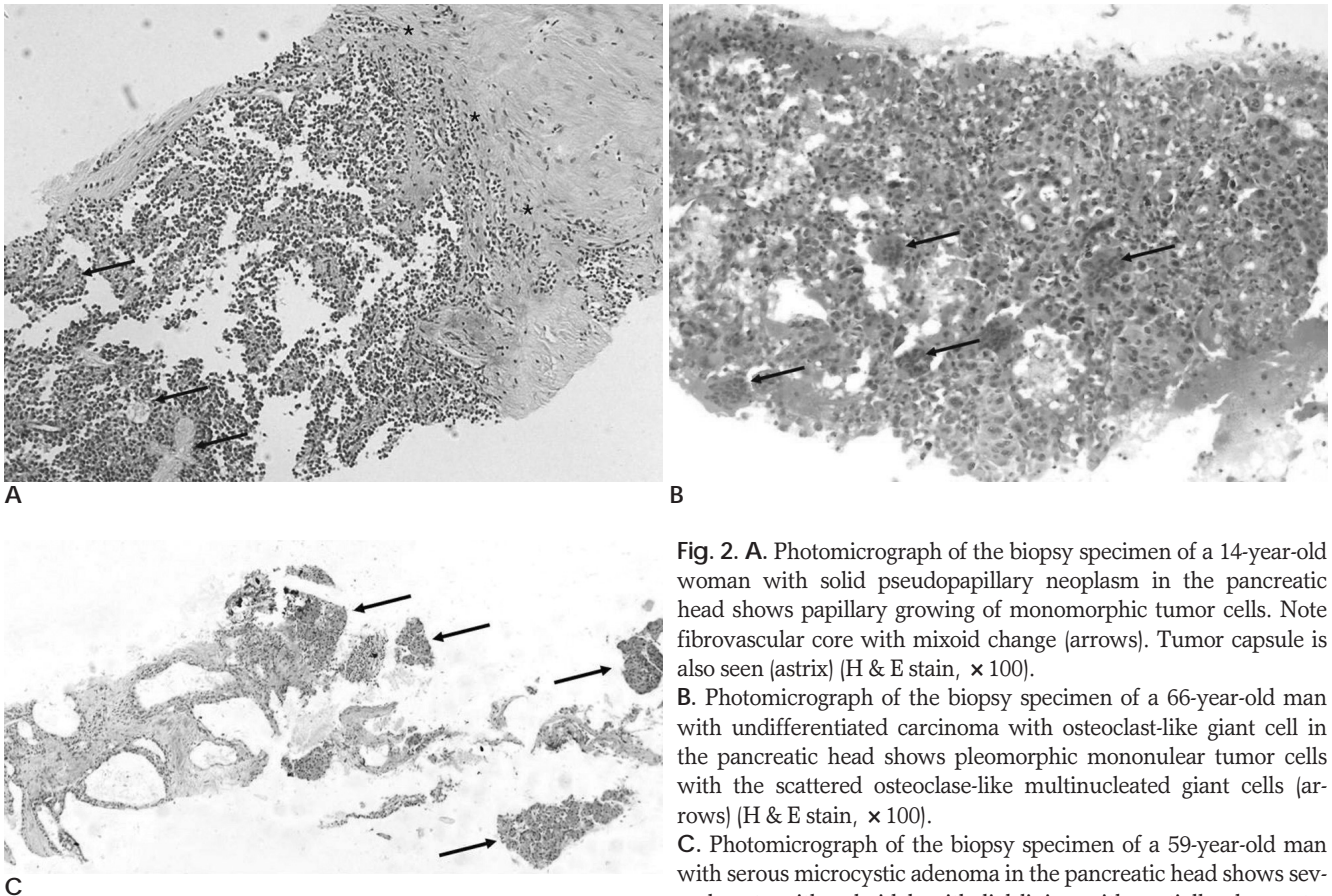 A
B
C
Fig. 2. A. Photomicrograph of the biopsy specimen of a 14-year-old
woman with solid pseudopapillary neoplasm in the pancreatic
head shows papillary growing of monomorphic tumor cells. Note
fibrovascular core with mixoid change (arrows). Tumor capsule is
also seen (astrix) (H & E stain, × 100).
B. Photomicrograph of the biopsy specimen of a 66-year-old man
with undifferentiated carcinoma with osteoclast-like giant cell in
the pancreatic head shows pleomorphic mononulear tumor cells
with the scattered osteoclase-like multinucleated giant cells (ar-
rows) (H & E stain, × 100).
C. Photomicrograph of the biopsy specimen of a 59-year-old man
with serous microcystic adenoma in the pancreatic head shows sev-